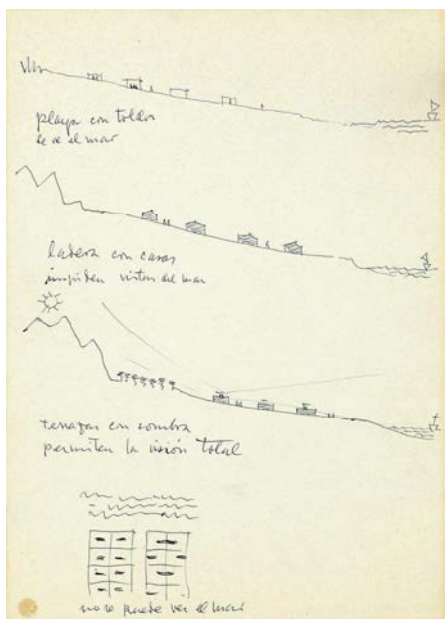 playa con toldos
se ve el mar
ladera con casas
impiden vistas del mar
terrazas con sombra
permiten la visión total
no se puede ver el mar